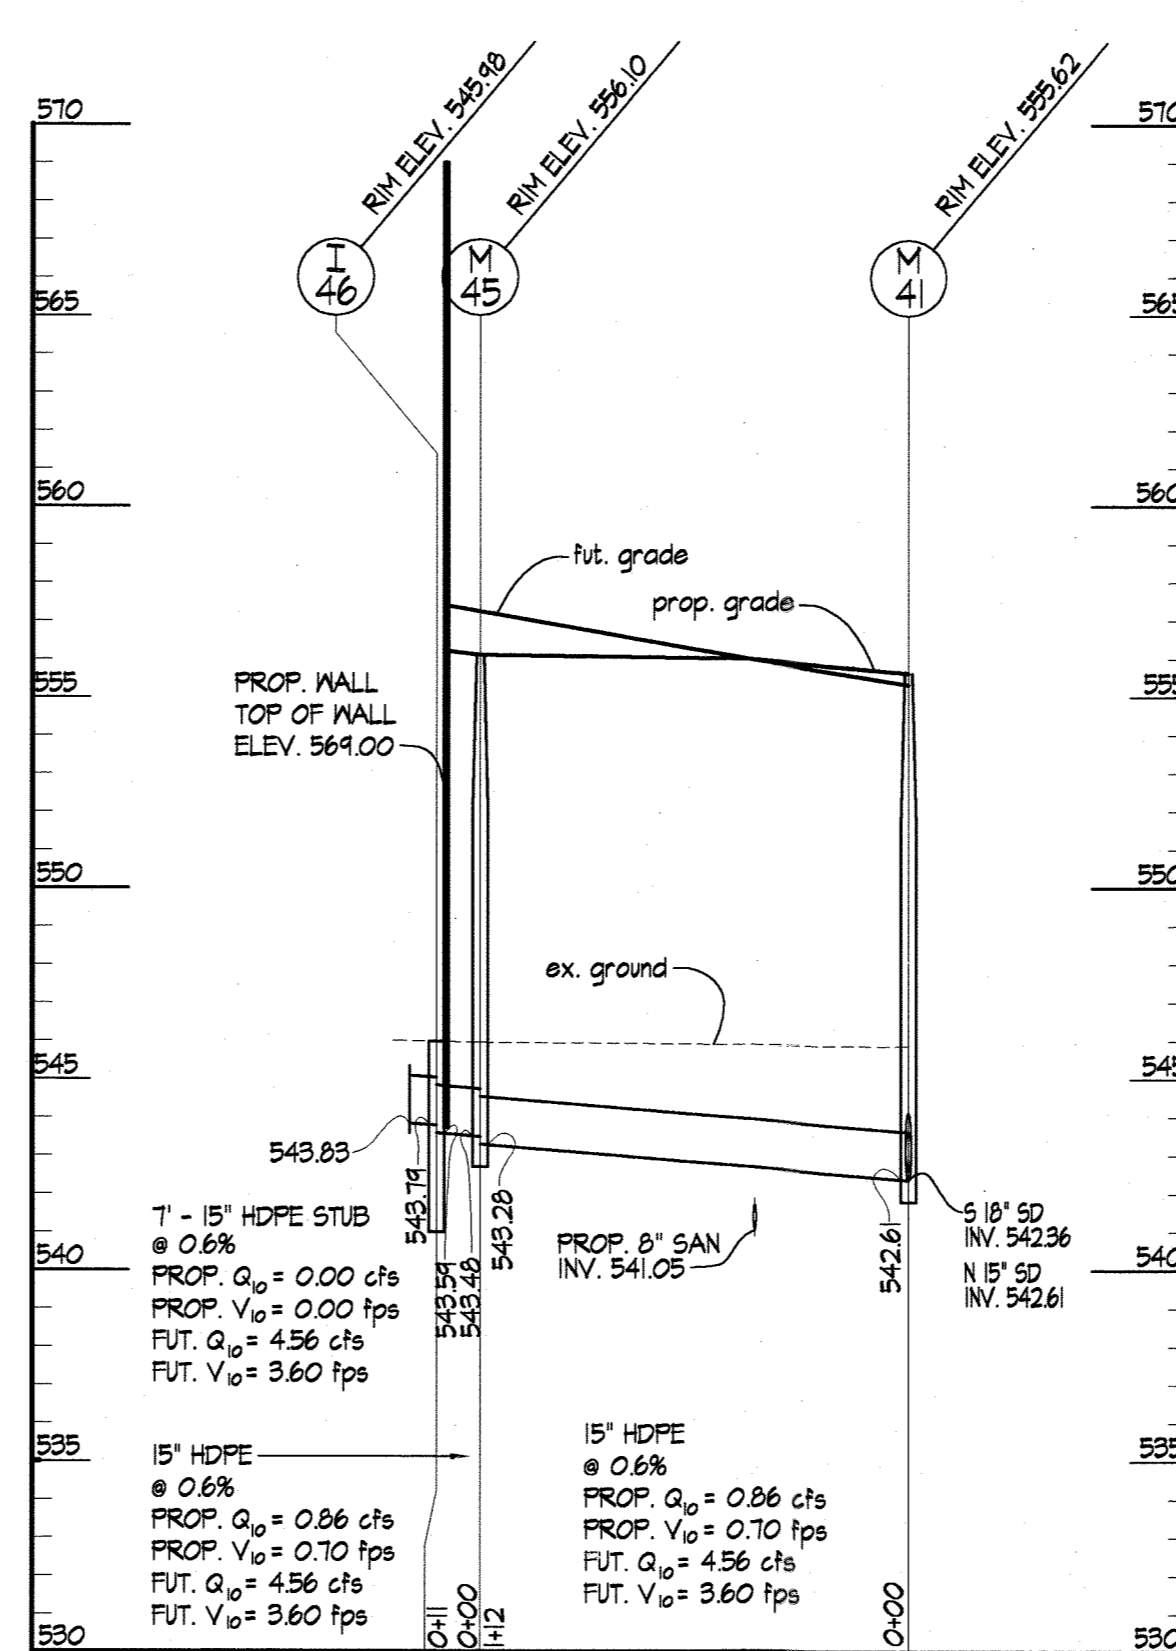 RIM ELEV. 545.98
RIM ELEV. 556.10
RIM ELEV. 555.62
570
570
I
46
M
45
M
41
565
565
560
560
fut. grade
prop. grade
555
555
PROP. WALL
TOP OF WALL
ELEV. 569.00
550
550
ex. ground
545
545
543.83
543.79
543.59
543.48
543.28
542.61
7' - 15" HDPE STUB
@ 0.6%
PROP. Q10 = 0.00 cfs
PROP. V10 = 0.00 fps
FUT. Q10 = 4.56 cfs
FUT. V10 = 3.60 fps
PROP. 8" SAN
INV. 541.05
S 18" SD
INV. 542.36
N 15" SD
INV. 542.61
540
540
535
535
15" HDPE
@ 0.6%
PROP. Q10 = 0.86 cfs
PROP. V10 = 0.70 fps
FUT. Q10 = 4.56 cfs
FUT. V10 = 3.60 fps
15" HDPE
@ 0.6%
PROP. Q10 = 0.86 cfs
PROP. V10 = 0.70 fps
FUT. Q10 = 4.56 cfs
FUT. V10 = 3.60 fps
0+11
0+00
1+12
0+00
530
530